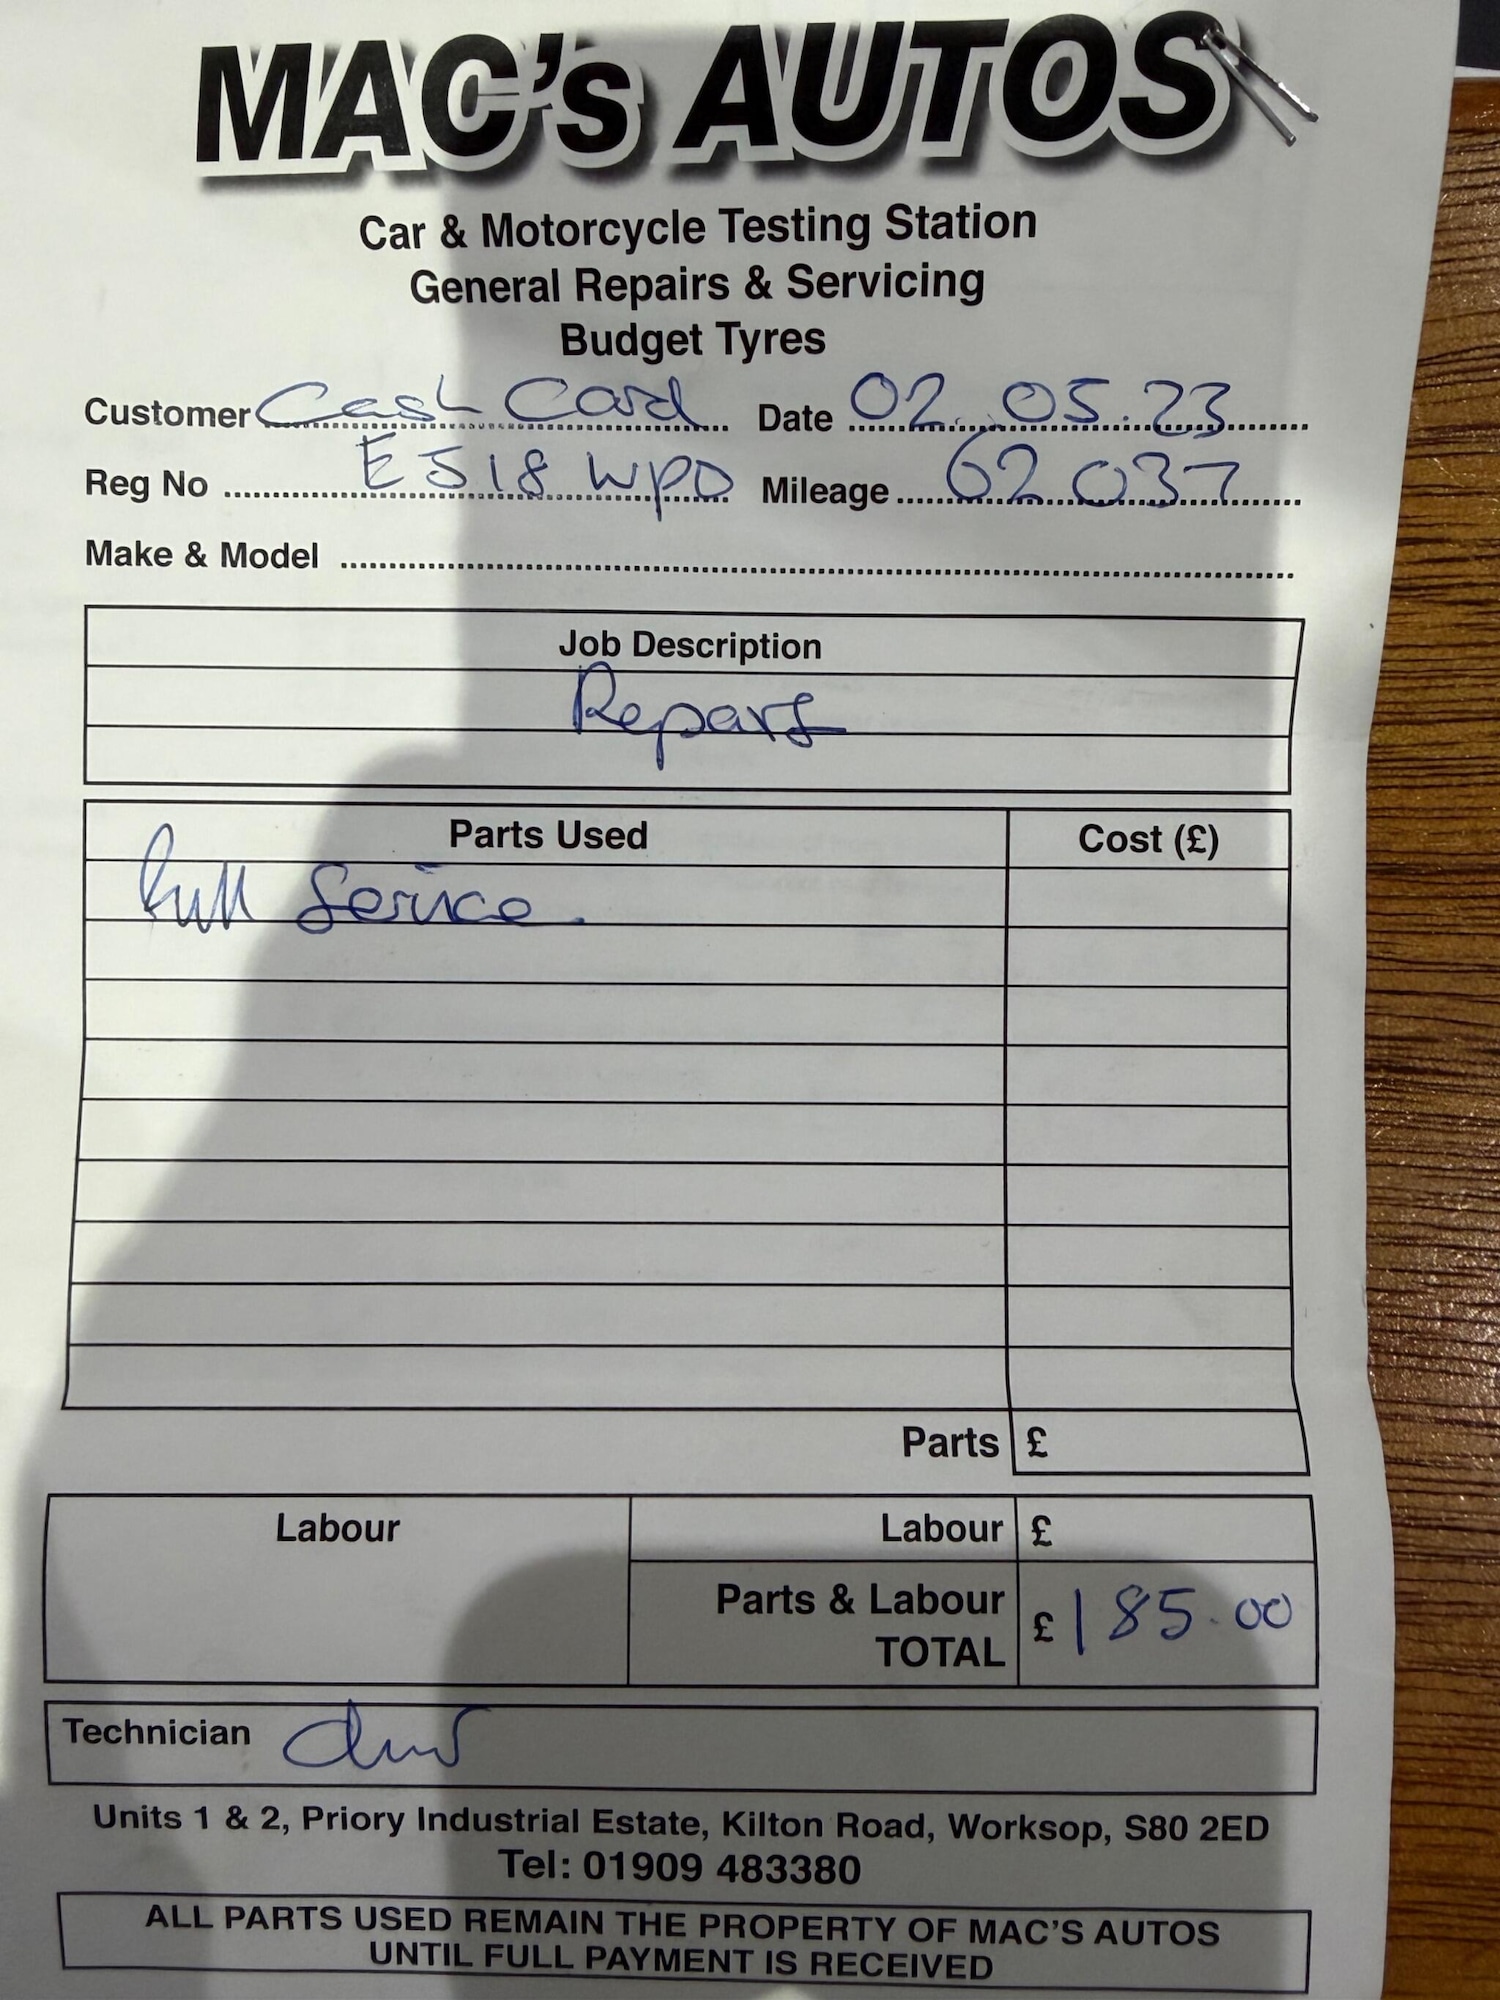 MAC's AUTOS
Car & Motorcycle Testing Station
General Repairs & Servicing
Budget Tyres
Customer Cash Card Date 02.05.23
Reg No EJ18 WPO Mileage 62037
Make & Model
Job Description
Repairs
Parts Used Cost (£)
full Service
Parts £
Labour Labour £
Parts & Labour TOTAL £185.00
Technician
Units 1 & 2, Priory Industrial Estate, Kilton Road, Worksop, S80 2ED
Tel: 01909 483380
ALL PARTS USED REMAIN THE PROPERTY OF MAC'S AUTOS
UNTIL FULL PAYMENT IS RECEIVED